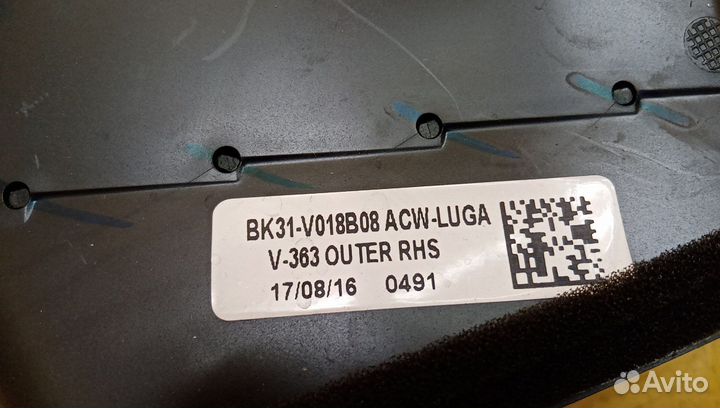 BK31-V018B08 ACW-LUGA
V-363 OUTER RHS
17/08/16 0491
Avito